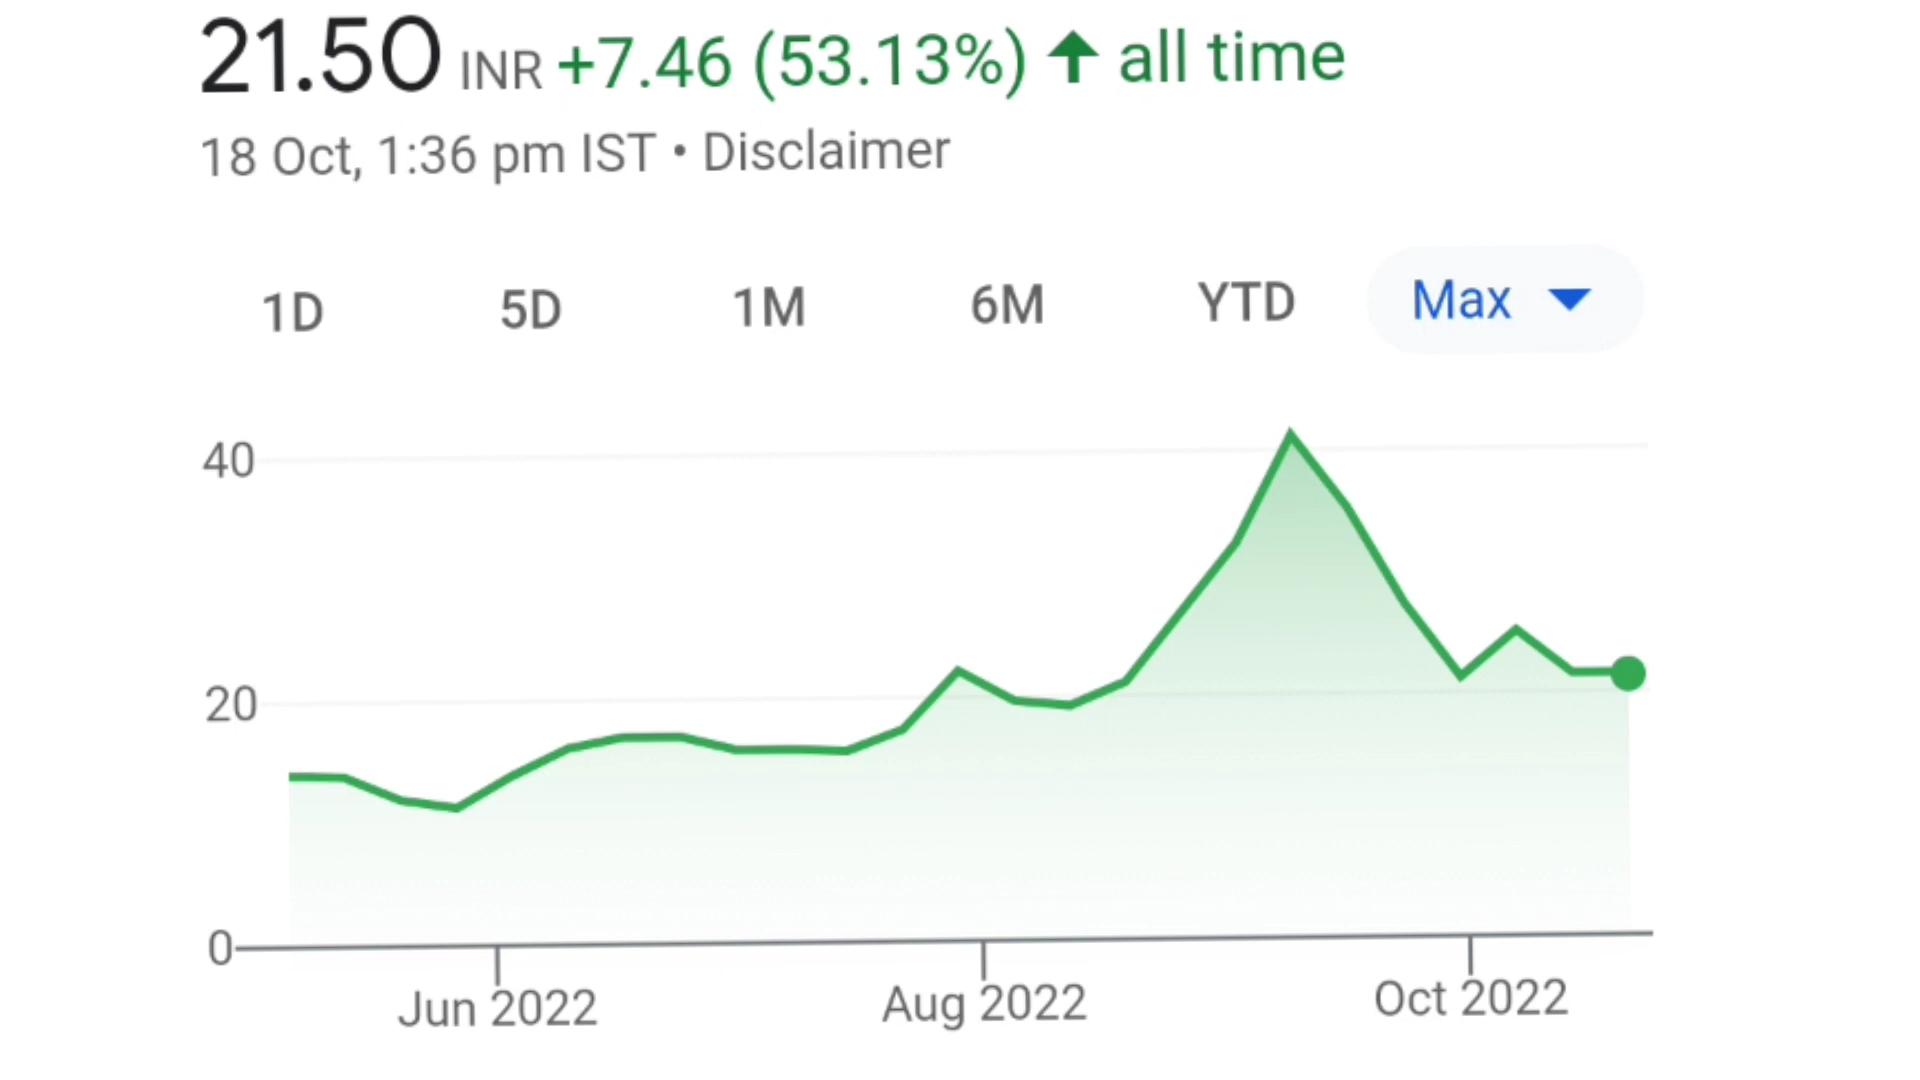 21.50 INR +7.46 (53.13%) ↑ all time
18 Oct, 1:36 pm IST • Disclaimer
1D 5D 1M 6M YTD Max
40
20
0
Jun 2022 Aug 2022 Oct 2022